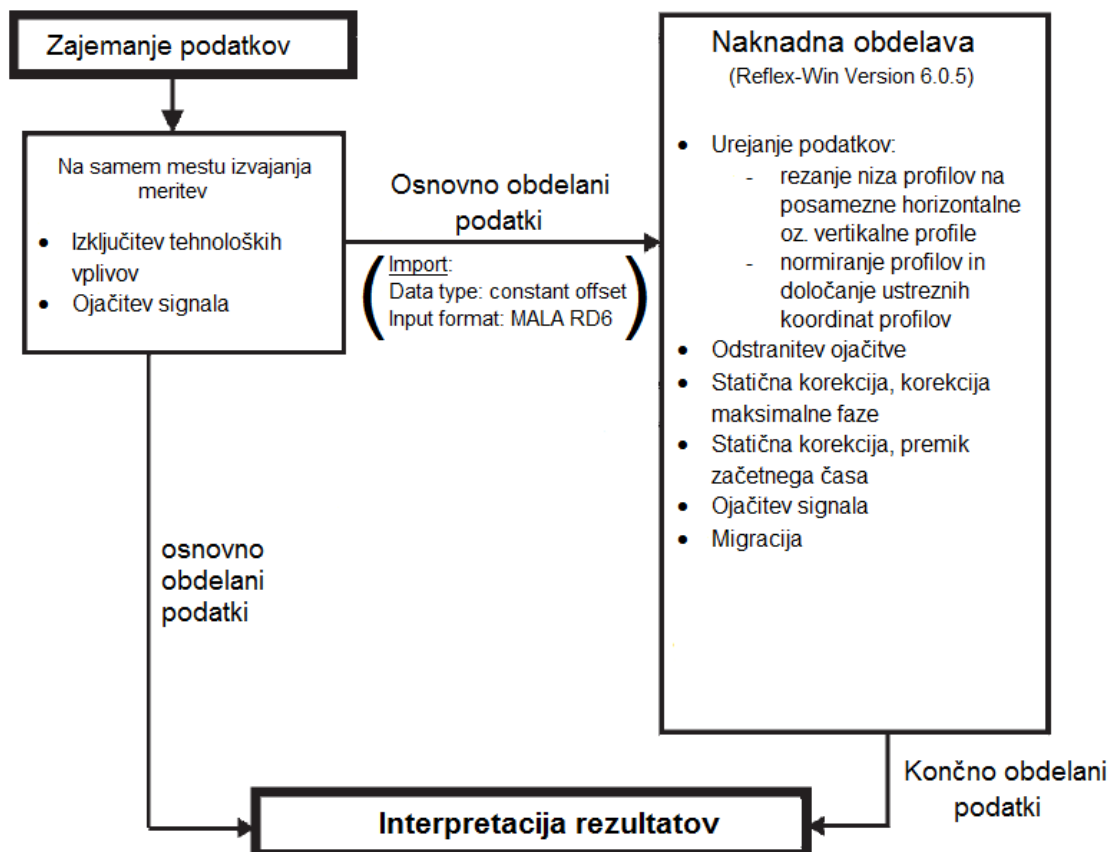 Zajemanje podatkov
Na samem mestu izvajanja
meritev
• Izključitev tehnoloških
vplivov
• Ojačitev signala
Osnovno obdelani
podatki
(Import:
Data type: constant offset
Input format: MALA RD6)
Naknadna obdelava
(Reflex-Win Version 6.0.5)
• Urejanje podatkov:
- rezanje niza profilov na
posamezne horizontalne
oz. vertikalne profile
- normiranje profilov in
določanje ustreznih
koordinat profilov
• Odstranitev ojačitve
• Statična korekcija, korekcija
maksimalne faze
• Statična korekcija, premik
začetnega časa
• Ojačitev signala
• Migracija
osnovno
obdelani
podatki
Končno obdelani
podatki
Interpretacija rezultatov